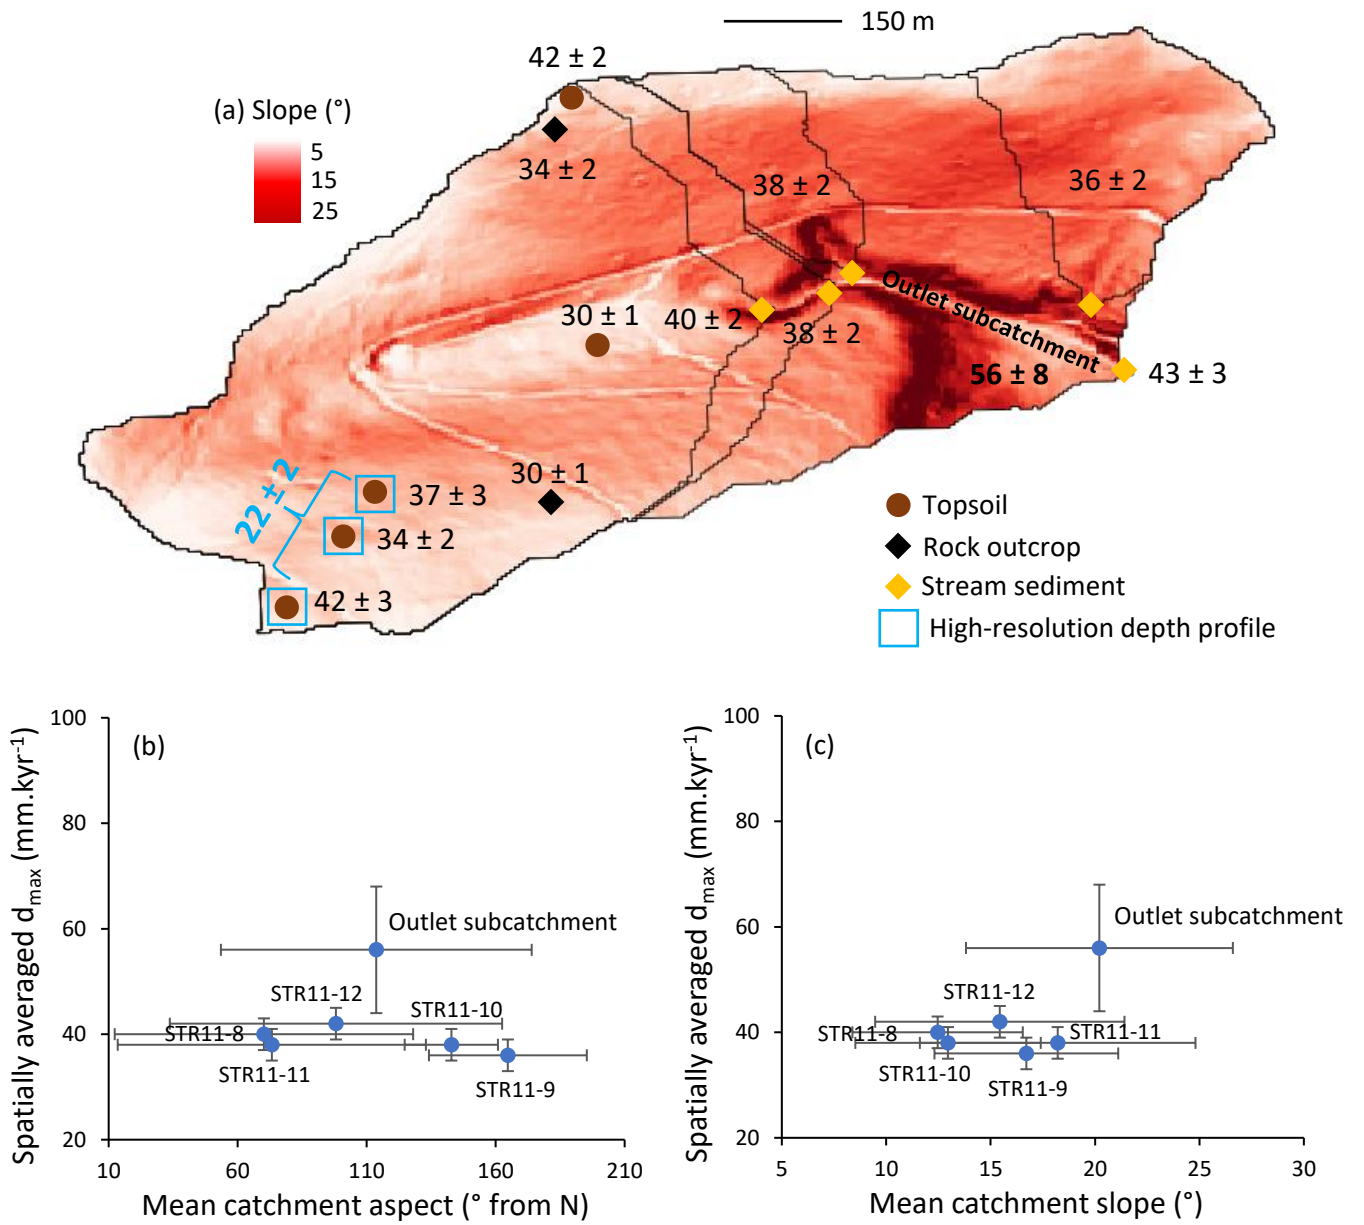 150 m
42 ± 2
(a) Slope (°)
5
15
25
34 ± 2
38 ± 2
36 ± 2
30 ± 1
40 ± 2
38 ± 2
Outlet subcatchment
56 ± 8
43 ± 3
22 ± 2
30 ± 1
37 ± 3
34 ± 2
42 ± 3
Topsoil
Rock outcrop
Stream sediment
High-resolution depth profile
(b)
Spatially averaged dmax (mm.kyr-1)
100
80
60
40
20
Outlet subcatchment
STR11-12
STR11-10
STR11-8
STR11-11
STR11-9
10
60
110
160
210
Mean catchment aspect (° from N)
(c)
Spatially averaged dmax (mm.kyr-1)
100
80
60
40
20
Outlet subcatchment
STR11-12
STR11-8
STR11-11
STR11-10
STR11-9
5
10
15
20
25
30
Mean catchment slope (°)